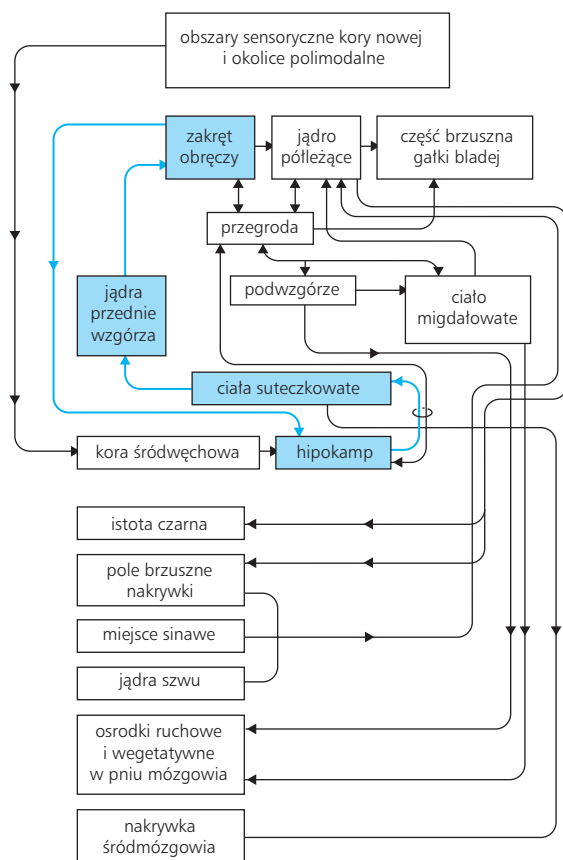 obszary sensoryczne kory nowej
i okolice polimodalne
zakręt
obręczy
jądro
półleżące
część brzuszna
gałki bladej
przegroda
jądra
przednie
wzgórza
podwzgórze
ciało
migdałowate
ciała suteczkowate
kora śródwęchowa
hipokamp
istota czarna
pole brzuszne
nakrywki
miejsce sinawe
jądra szwu
osrodki ruchowe
i wegetatywne
w pniu mózgowia
nakrywka
śródmózgowia